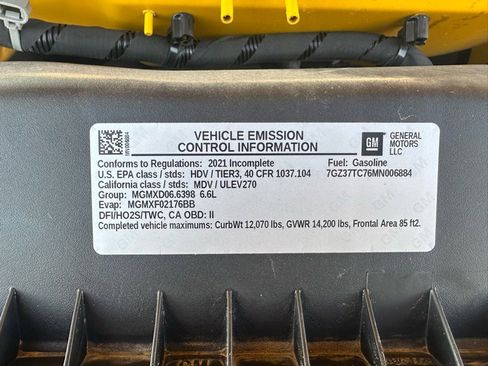 VEHICLE EMISSION
CONTROL INFORMATION
GM
GENERAL
MOTORS
LLC
Conforms to Regulations: 2021 Incomplete
Fuel: Gasoline
U.S. EPA class / stds: HDV / TIER3, 40 CFR 1037.104
7GZ37TC76MN006884
California class / stds: MDV / ULEV270
Group: MGMXD06.6398 6.6L
Evap: MGMXF02176BB
DFI/HO2S/TWC, CA OBD: II
Completed vehicle maximums: CurbWt 12,070 lbs, GVWR 14,200 lbs, Frontal Area 85 ft2.
GM